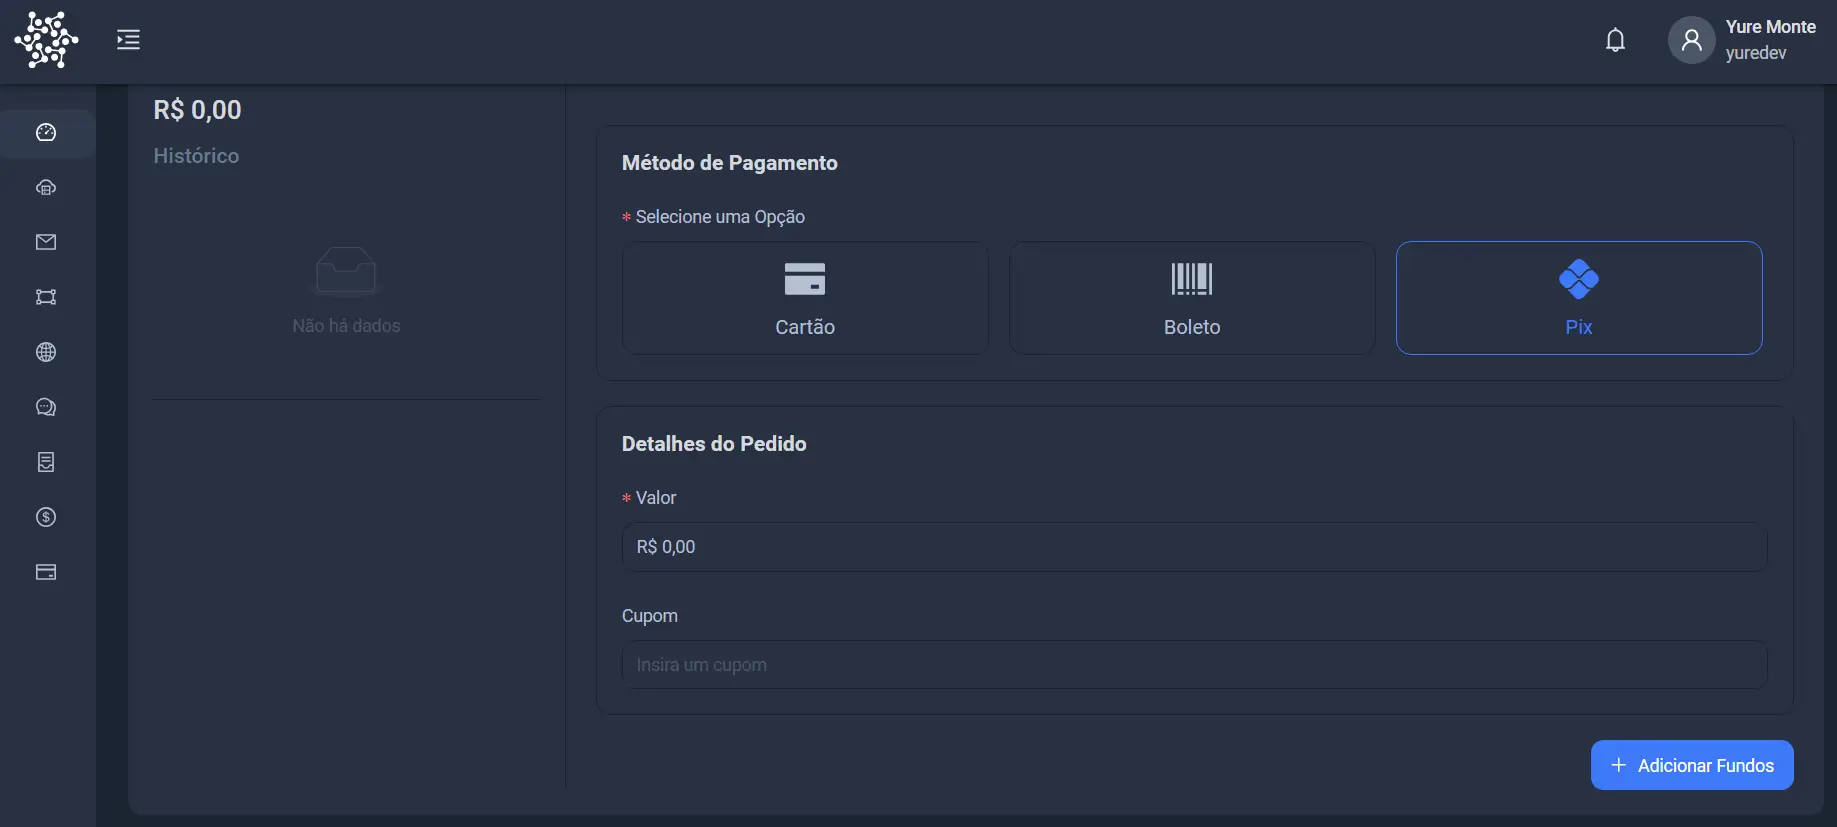 Yure Monte
yuredev
R$ 0,00
Histórico
Não há dados
Método de Pagamento
* Selecione uma Opção
Cartão
Boleto
Pix
Detalhes do Pedido
* Valor
R$ 0,00
Cupom
Insira um cupom
+ Adicionar Fundos